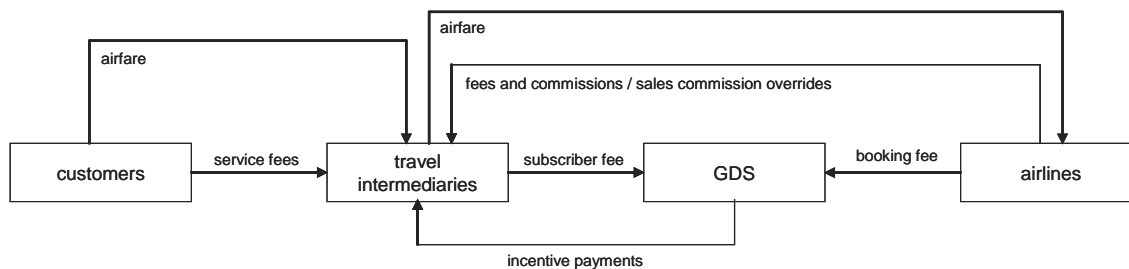 airfare
airfare
fees and commissions / sales commission overrides
customers
service fees
travel
intermediaries
subscriber fee
GDS
booking fee
airlines
incentive payments